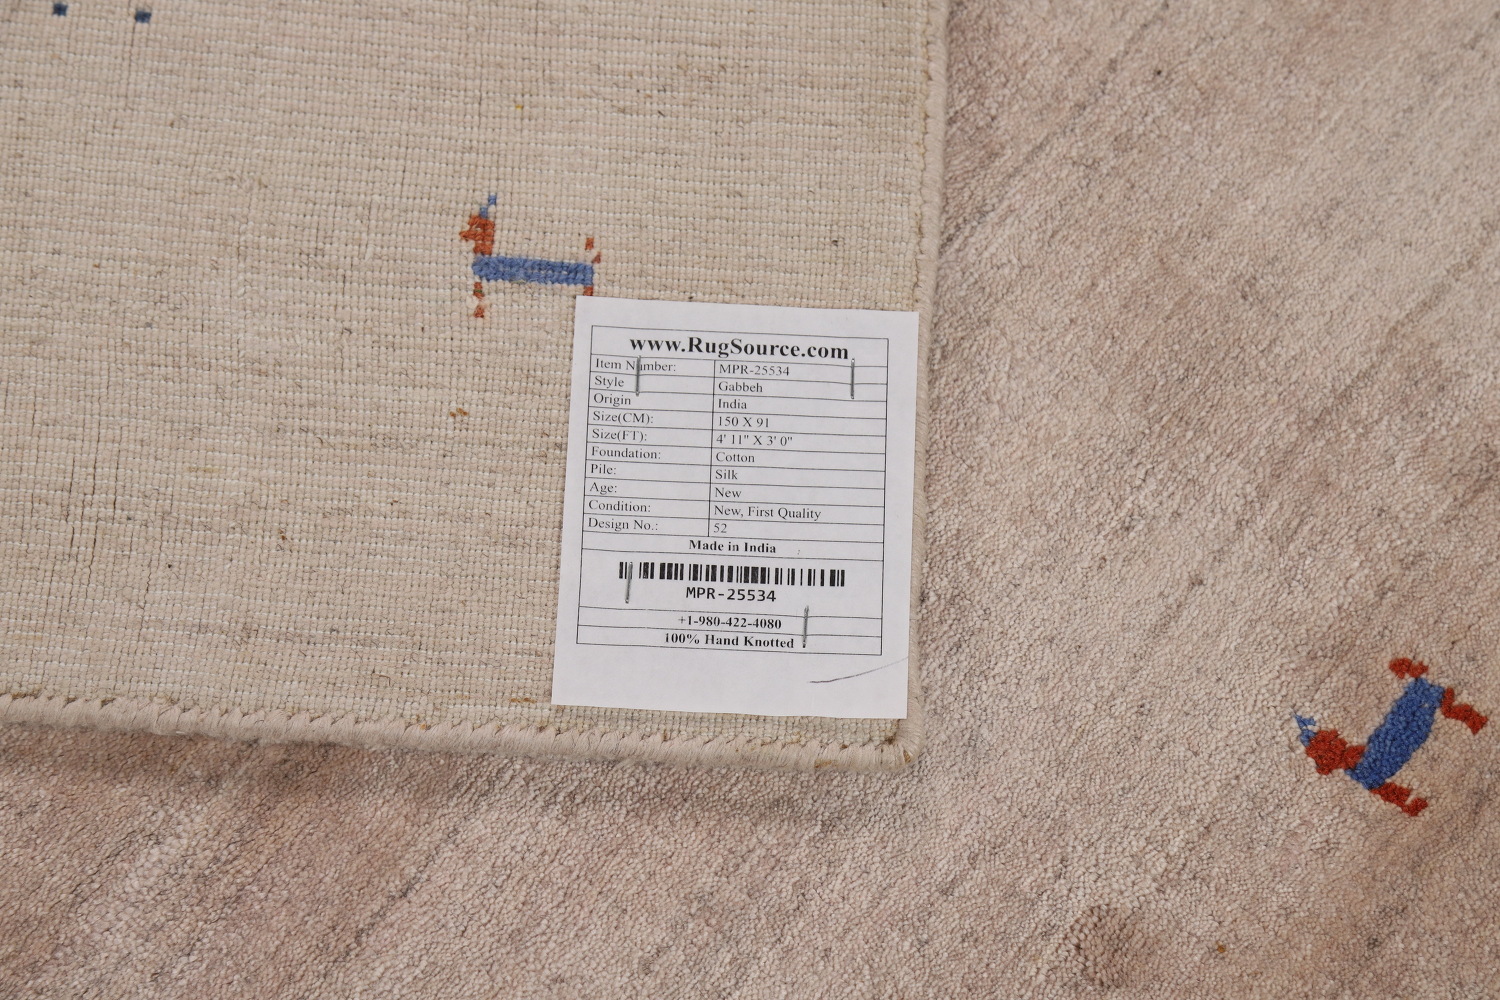 www.RugSource.com
Item Number: MPR-25534
Style Gabbeh
Origin India
Size(CM): 150 X 91
Size(FT): 4' 11" X 3' 0"
Foundation: Cotton
Pile: Silk
Age: New
Condition: New, First Quality
Design No.: 52
Made in India
MPR-25534
+1-980-422-4080
100% Hand Knotted